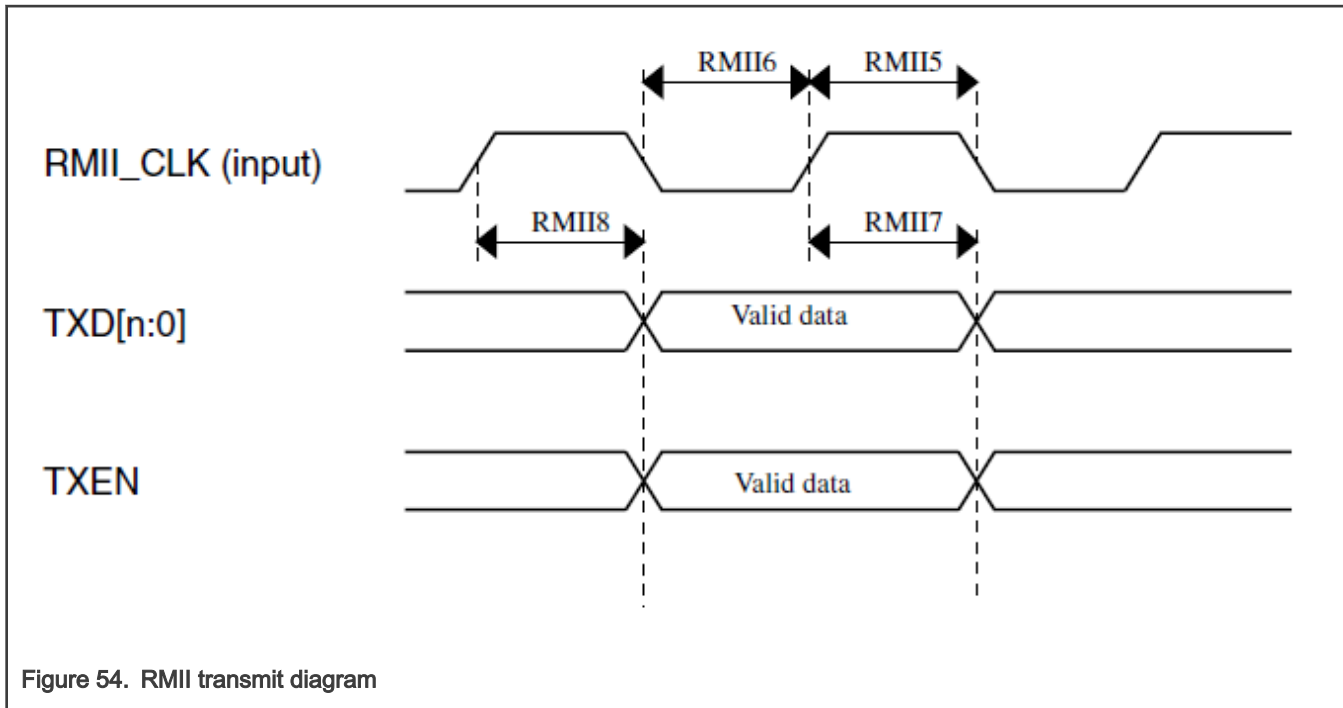 RMII6 RMII5
RMII_CLK (input)
RMII8 RMII7
TXD[n:0] Valid data
TXEN Valid data
Figure 54. RMII transmit diagram